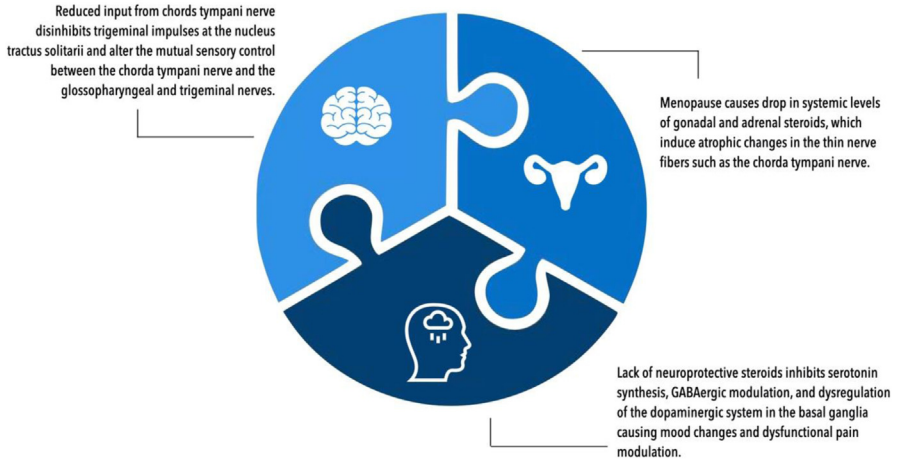 Reduced input from chords tympani nerve
disinhibits trigeminal impulses at the nucleus
tractus solitarii and alter the mutual sensory control
between the chorda tympani nerve and the
glossopharyngeal and trigeminal nerves.
Menopause causes drop in systemic levels
of gonadal and adrenal steroids, which
induce atrophic changes in the thin nerve
fibers such as the chorda tympani nerve.
Lack of neuroprotective steroids inhibits serotonin
synthesis, GABAergic modulation, and dysregulation
of the dopaminergic system in the basal ganglia
causing mood changes and dysfunctional pain
modulation.